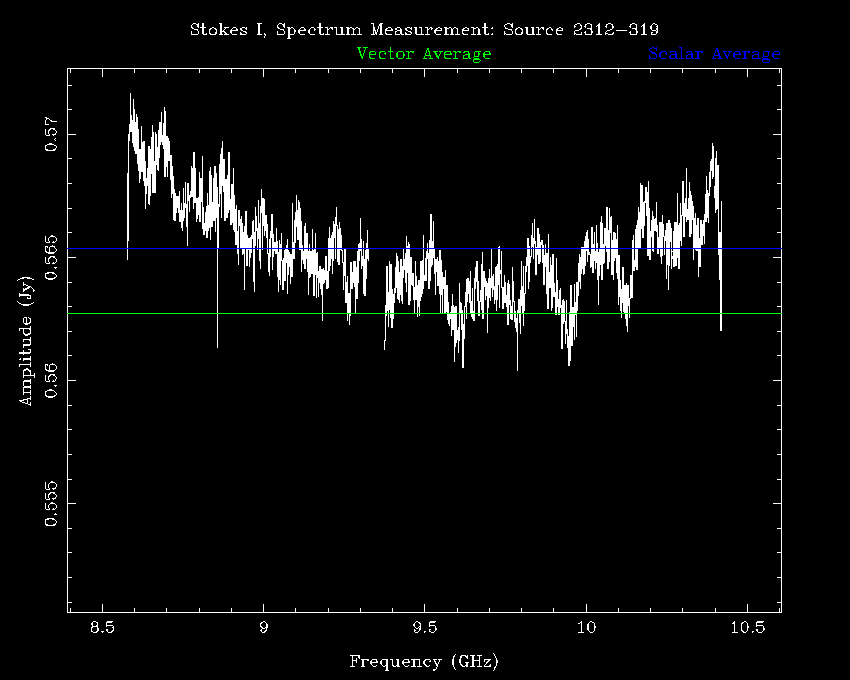 Stokes I, Spectrum Measurement: Source 2312-319
Vector Average Scalar Average
0.57
0.565
0.56
0.555
Amplitude (Jy)
8.5 9 9.5 10 10.5
Frequency (GHz)